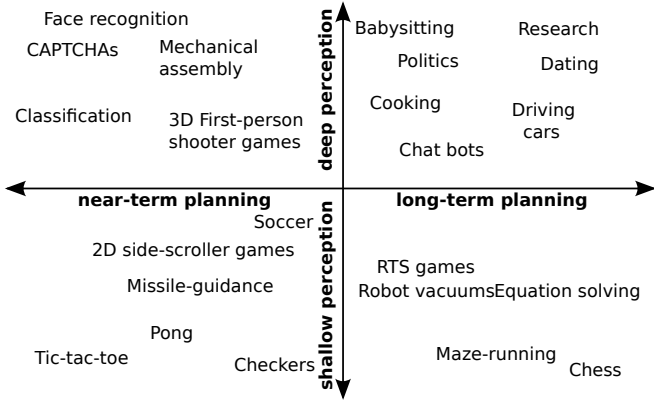 Face recognition
CAPTCHAs
Mechanical
assembly
Classification
3D First-person
shooter games
deep perception
Babysitting
Research
Politics
Dating
Cooking
Driving
cars
Chat bots
near-term planning
long-term planning
Soccer
2D side-scroller games
Missile-guidance
Pong
Tic-tac-toe
Checkers
shallow perception
RTS games
Robot vacuums
Equation solving
Maze-running
Chess